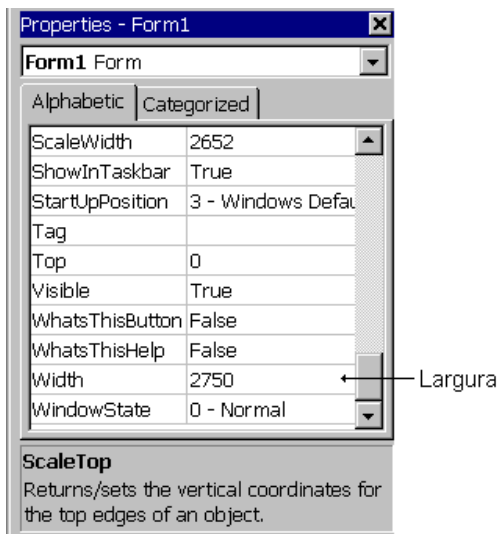 Properties - Form1
Form1 Form
Alphabetic Categorized
ScaleWidth 2652
ShowInTaskbar True
StartUpPosition 3 - Windows Defau
Tag
Top 0
Visible True
WhatsThisButton False
WhatsThisHelp False
Width 2750 Largura
WindowState 0 - Normal
ScaleTop
Returns/sets the vertical coordinates for
the top edges of an object.